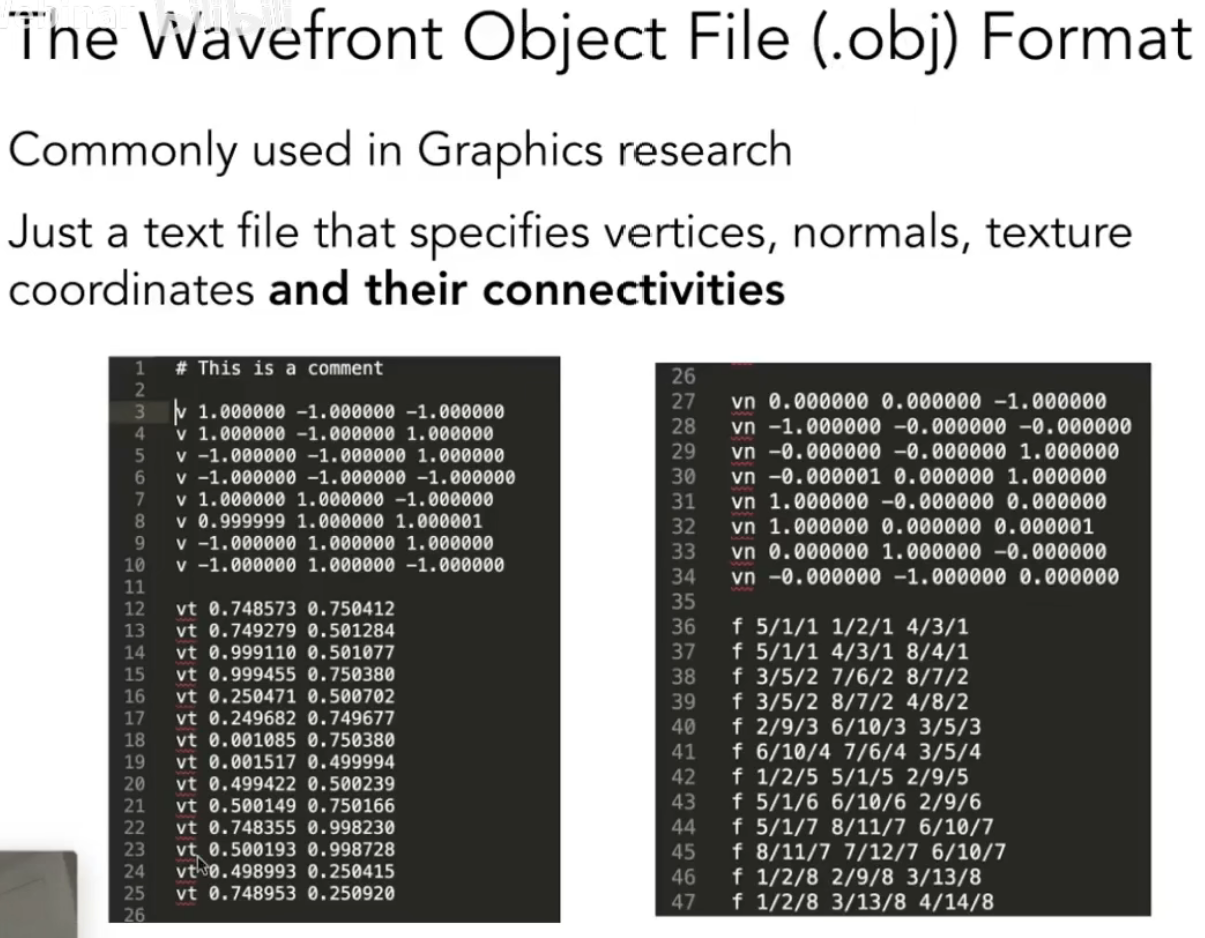 The Wavefront Object File (.obj) Format
Commonly used in Graphics research
Just a text file that specifies vertices, normals, texture
coordinates and their connectivities
1 # This is a comment
2
3 v 1.000000 -1.000000 -1.000000
4 v 1.000000 -1.000000 1.000000
5 v -1.000000 -1.000000 1.000000
6 v -1.000000 -1.000000 -1.000000
7 v 1.000000 1.000000 -1.000000
8 v 0.999999 1.000000 1.000001
9 v -1.000000 1.000000 1.000000
10 v -1.000000 1.000000 -1.000000
11
12 vt 0.748573 0.750412
13 vt 0.749279 0.501284
14 vt 0.999110 0.501077
15 vt 0.999455 0.750380
16 vt 0.250471 0.500702
17 vt 0.249682 0.749677
18 vt 0.001085 0.750380
19 vt 0.001517 0.499994
20 vt 0.499422 0.500239
21 vt 0.500149 0.750166
22 vt 0.748355 0.998230
23 vt 0.500193 0.998728
24 vt 0.498993 0.250415
25 vt 0.748953 0.250920
26
26
27 vn 0.000000 0.000000 -1.000000
28 vn -1.000000 -0.000000 -0.000000
29 vn -0.000000 -0.000000 1.000000
30 vn -0.000001 0.000000 1.000000
31 vn 1.000000 -0.000000 0.000000
32 vn 1.000000 0.000000 0.000001
33 vn 0.000000 1.000000 -0.000000
34 vn -0.000000 -1.000000 0.000000
35
36 f 5/1/1 1/2/1 4/3/1
37 f 5/1/1 4/3/1 8/4/1
38 f 3/5/2 7/6/2 8/7/2
39 f 3/5/2 8/7/2 4/8/2
40 f 2/9/3 6/10/3 3/5/3
41 f 6/10/4 7/6/4 3/5/4
42 f 1/2/5 5/1/5 2/9/5
43 f 5/1/6 6/10/6 2/9/6
44 f 5/1/7 8/11/7 6/10/7
45 f 8/11/7 7/12/7 6/10/7
46 f 1/2/8 2/9/8 3/13/8
47 f 1/2/8 3/13/8 4/14/8